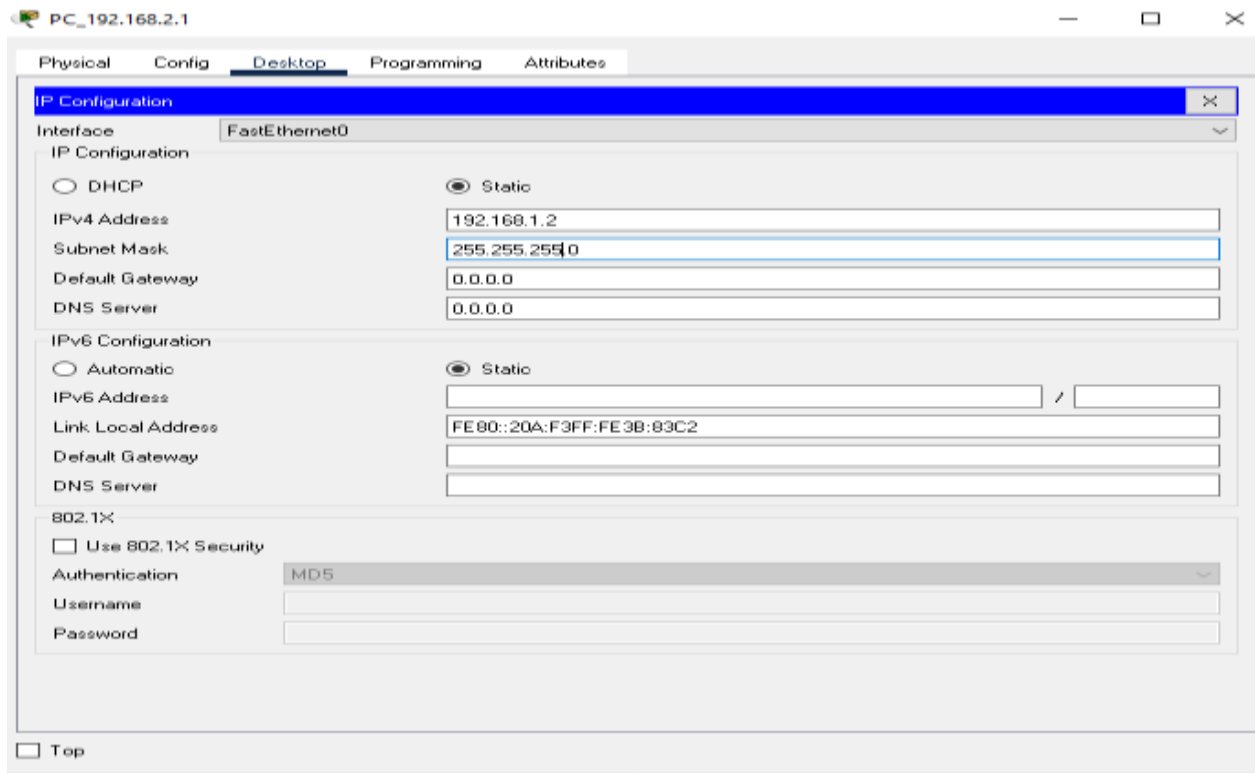 PC_192.168.2.1
Physical Config Desktop Programming Attributes
IP Configuration
Interface FastEthernet0
IP Configuration
DHCP Static
IPv4 Address 192.168.1.2
Subnet Mask 255.255.255.0
Default Gateway 0.0.0.0
DNS Server 0.0.0.0
IPv6 Configuration
Automatic Static
IPv6 Address /
Link Local Address FE80::20A:F3FF:FE3B:83C2
Default Gateway
DNS Server
802.1X
Use 802.1X Security
Authentication MD5
Username
Password
Top